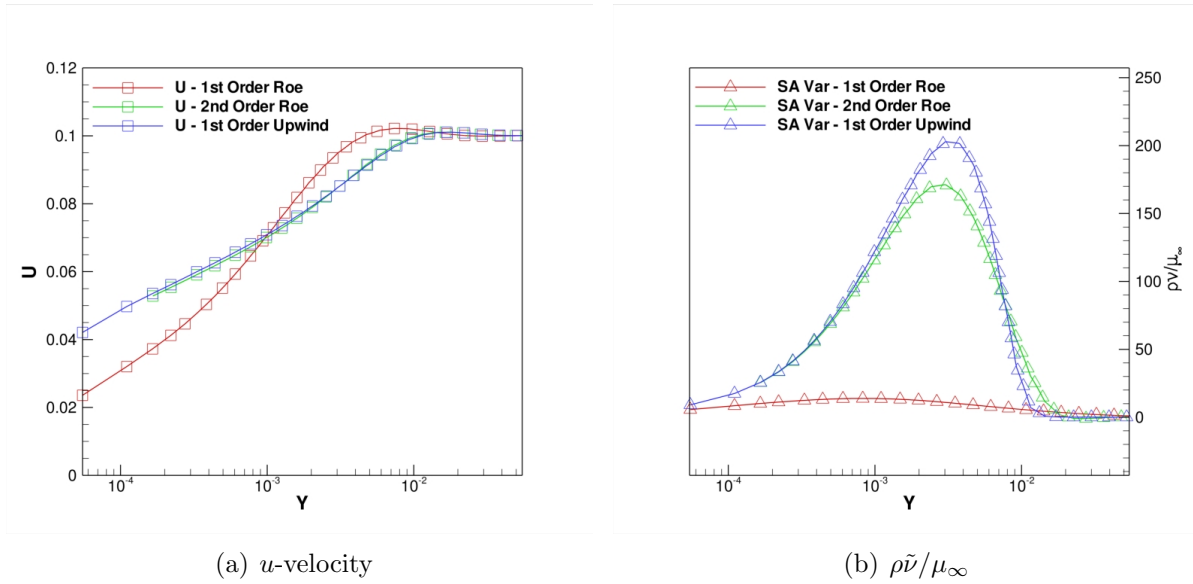 0.12
0.1
0.08
0.06
0.04
0.02
0
U
U - 1st Order Roe
U - 2nd Order Roe
U - 1st Order Upwind
10⁻⁴
10⁻³
10⁻²
Y
(a) u-velocity
SA Var - 1st Order Roe
SA Var - 2nd Order Roe
SA Var - 1st Order Upwind
250
200
150
100
50
0
ρν/μ∞
10⁻⁴
10⁻³
10⁻²
Y
(b) ρν̃/μ∞